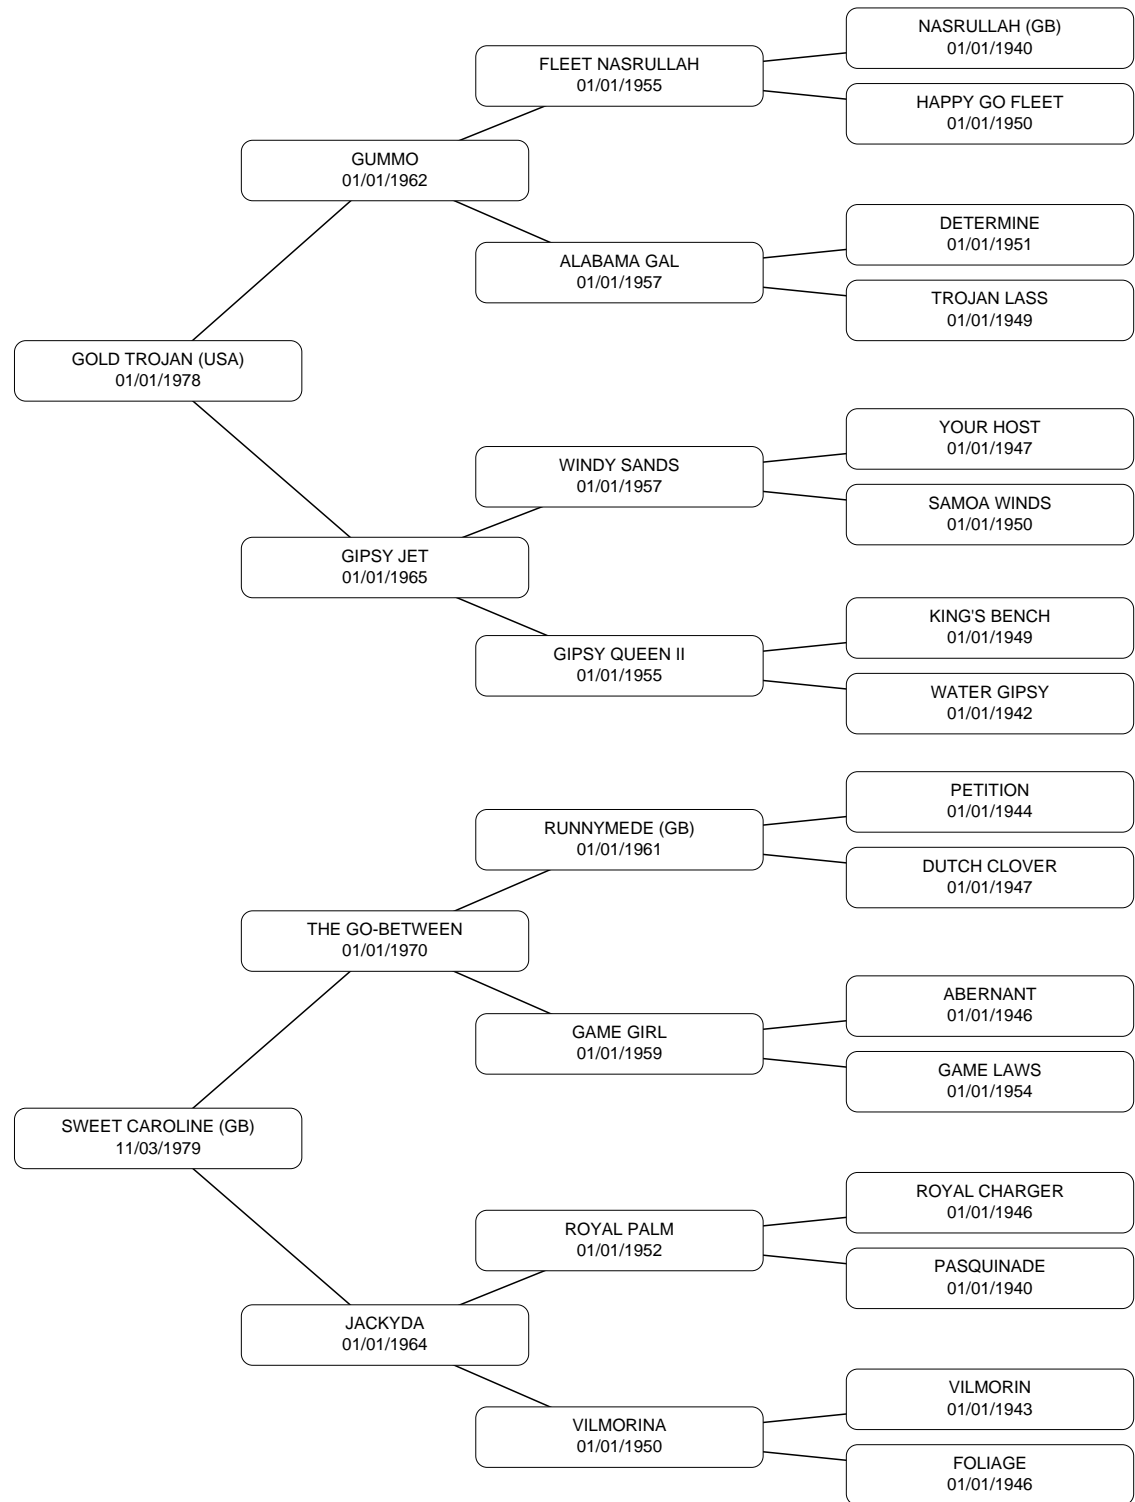 NASRULLAH (GB)
01/01/1940
FLEET NASRULLAH
01/01/1955
HAPPY GO FLEET
01/01/1950
GUMMO
01/01/1962
DETERMINE
01/01/1951
ALABAMA GAL
01/01/1957
TROJAN LASS
01/01/1949
GOLD TROJAN (USA)
01/01/1978
YOUR HOST
01/01/1947
WINDY SANDS
01/01/1957
SAMOA WINDS
01/01/1950
GIPSY JET
01/01/1965
KING'S BENCH
01/01/1949
GIPSY QUEEN II
01/01/1955
WATER GIPSY
01/01/1942
PETITION
01/01/1944
RUNNYMEDE (GB)
01/01/1961
DUTCH CLOVER
01/01/1947
THE GO-BETWEEN
01/01/1970
ABERNANT
01/01/1946
GAME GIRL
01/01/1959
GAME LAWS
01/01/1954
SWEET CAROLINE (GB)
11/03/1979
ROYAL CHARGER
01/01/1946
ROYAL PALM
01/01/1952
PASQUINADE
01/01/1940
JACKYDA
01/01/1964
VILMORIN
01/01/1943
VILMORINA
01/01/1950
FOLIAGE
01/01/1946